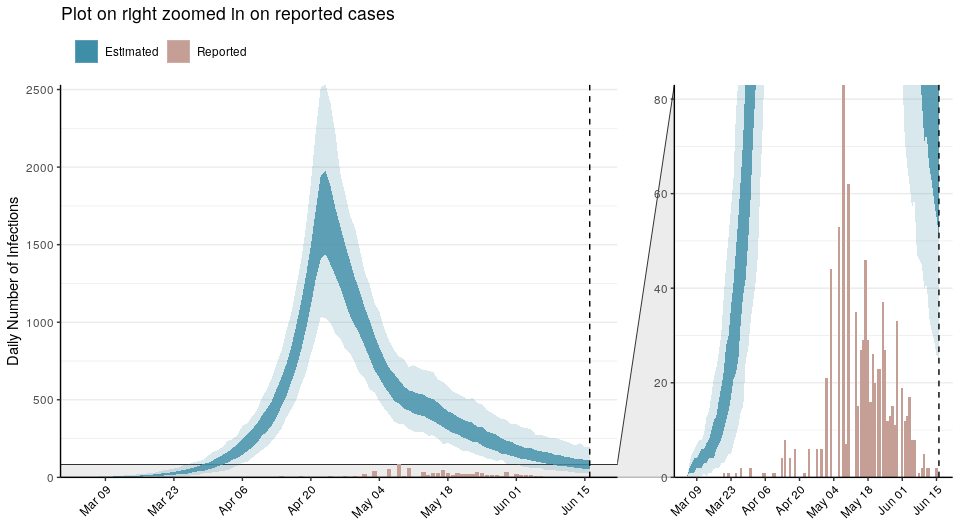 Plot on right zoomed in on reported cases
Estimated Reported
Daily Number of Infections
2500
2000
1500
1000
500
0
Mar 09 Mar 23 Apr 06 Apr 20 May 04 May 18 Jun 01 Jun 15
80
60
40
20
0
Mar 09 Mar 23 Apr 06 Apr 20 May 04 May 18 Jun 01 Jun 15